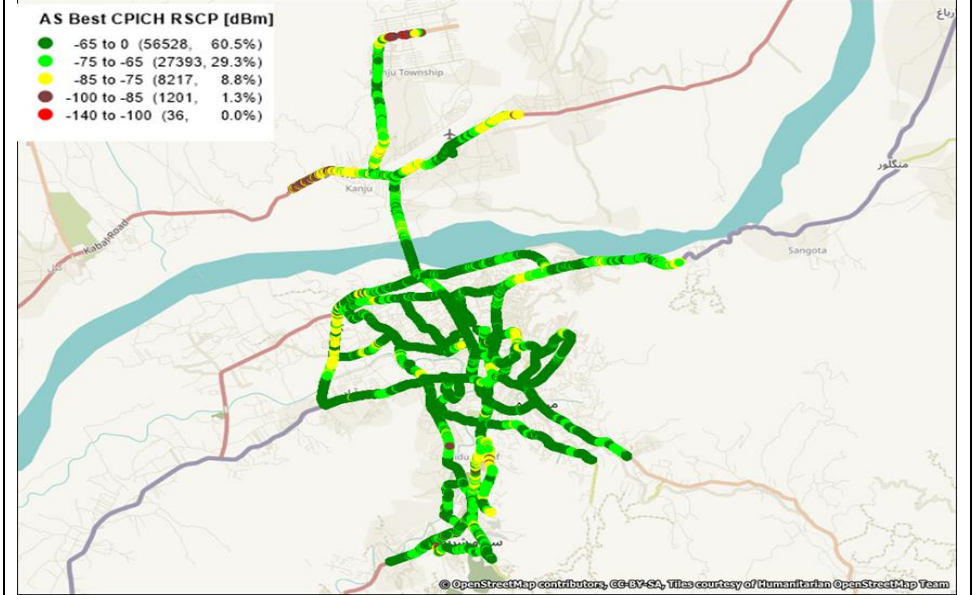 AS Best CPICH RSCP [dBm]
-65 to 0 (56528, 60.5%)
-75 to -65 (27393, 29.3%)
-85 to -75 (8217, 8.8%)
-100 to -85 (1201, 1.3%)
-140 to -100 (36, 0.0%)
باغ
Township
منگلور
Kanju
Kabal Road
Sangota
© OpenStreetMap contributors, CC-BY-SA, Tiles courtesy of Humanitarian OpenStreetMap Team